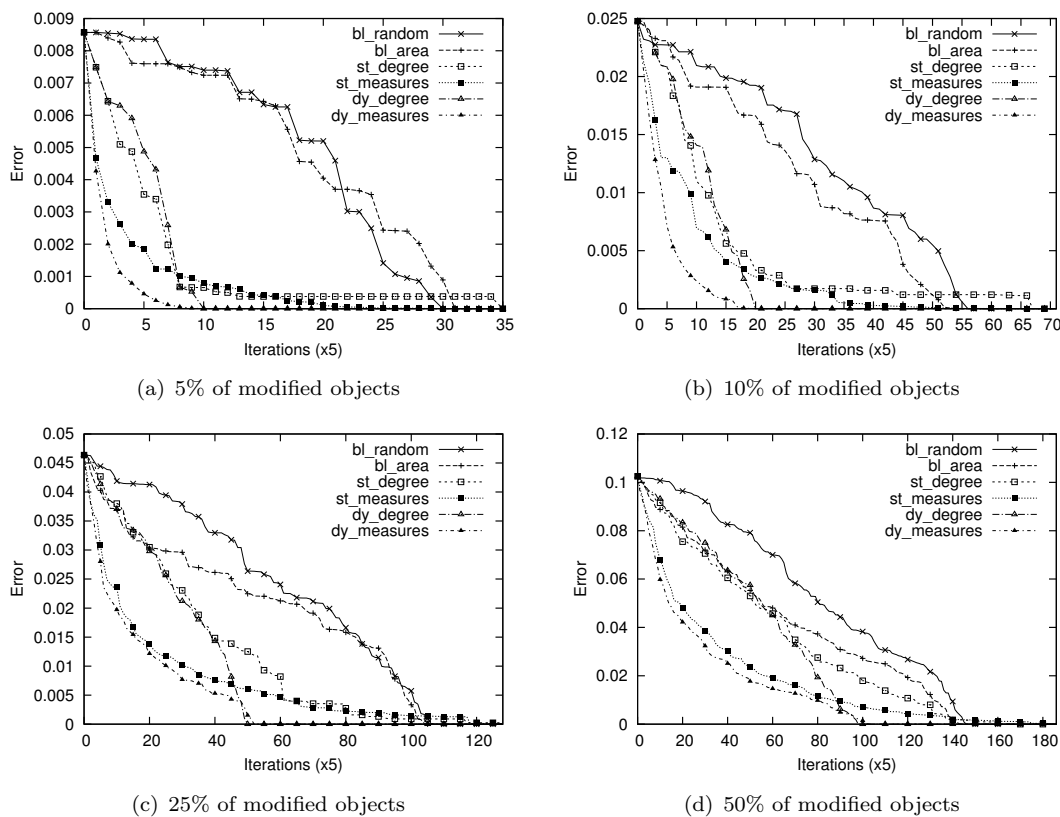 0.009
0.008
0.007
0.006
0.005
0.004
0.003
0.002
0.001
0
Error
0 5 10 15 20 25 30 35
Iterations (x5)
bl_random
bl_area
st_degree
st_measures
dy_degree
dy_measures
(a) 5% of modified objects
0.025
0.02
0.015
0.01
0.005
0
Error
0 5 10 15 20 25 30 35 40 45 50 55 60 65 70
Iterations (x5)
bl_random
bl_area
st_degree
st_measures
dy_degree
dy_measures
(b) 10% of modified objects
0.05
0.045
0.04
0.035
0.03
0.025
0.02
0.015
0.01
0.005
0
Error
0 20 40 60 80 100 120
Iterations (x5)
bl_random
bl_area
st_degree
st_measures
dy_degree
dy_measures
(c) 25% of modified objects
0.12
0.1
0.08
0.06
0.04
0.02
0
Error
0 20 40 60 80 100 120 140 160 180
Iterations (x5)
bl_random
bl_area
st_degree
st_measures
dy_degree
dy_measures
(d) 50% of modified objects